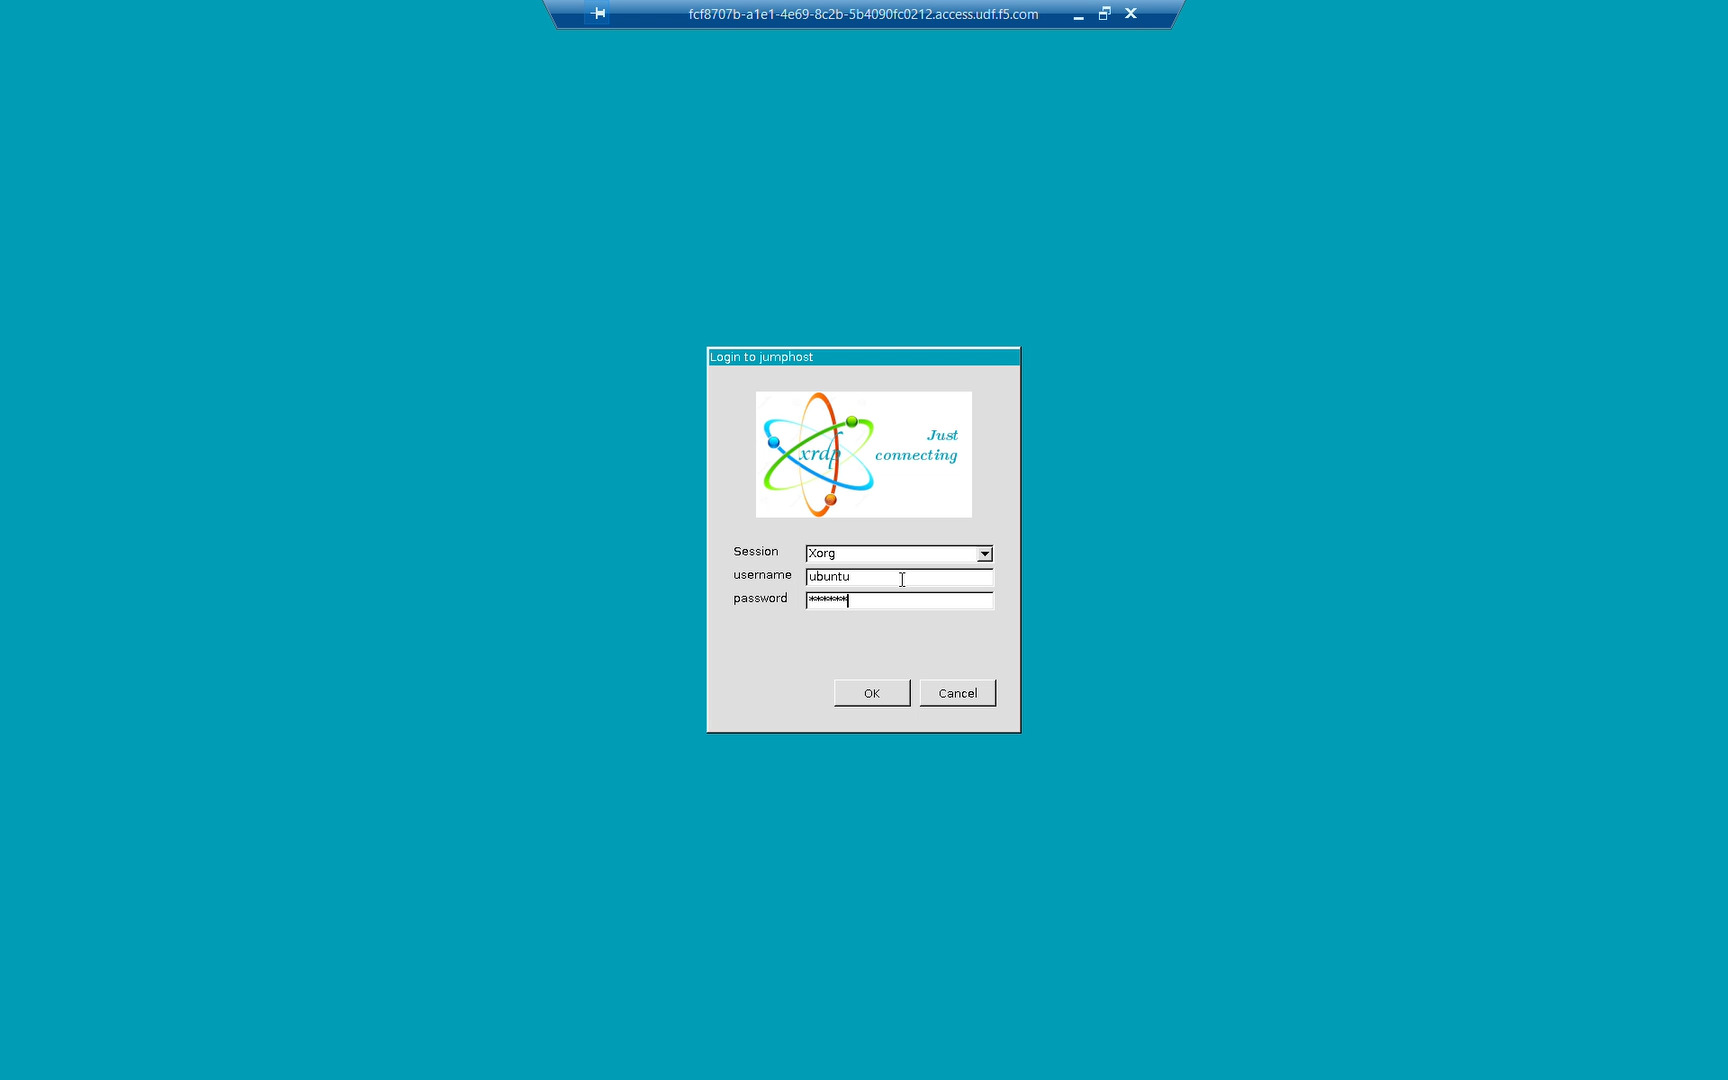 fcf8707b-a1e1-4e69-8c2b-5b4090fc0212.access.udf.f5.com
Login to jumphost
xrdp
Just
connecting
Session Xorg
username ubuntu
password ******
OK Cancel